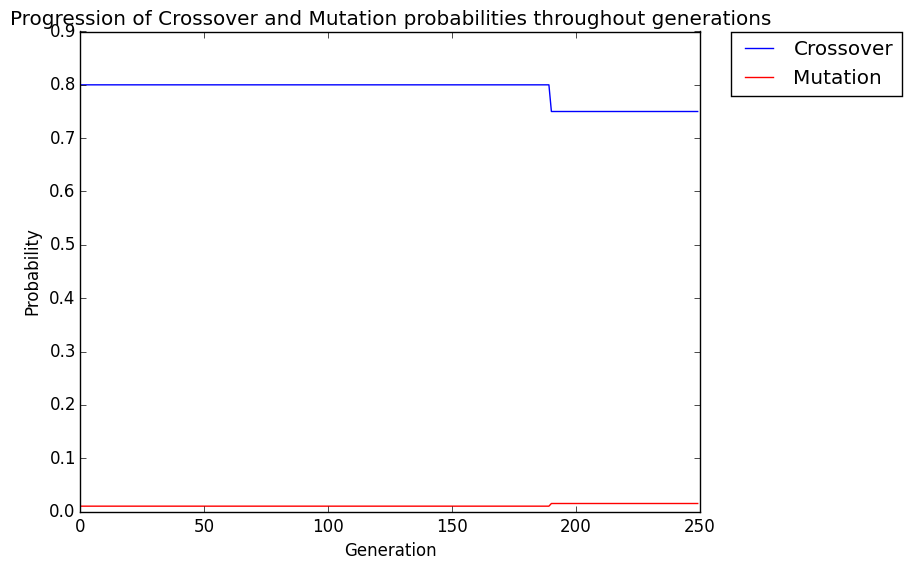 Progression of Crossover and Mutation probabilities throughout generations
Crossover
Mutation
0.9
0.8
0.7
0.6
0.5
0.4
0.3
0.2
0.1
0.0
Probability
0 50 100 150 200 250
Generation